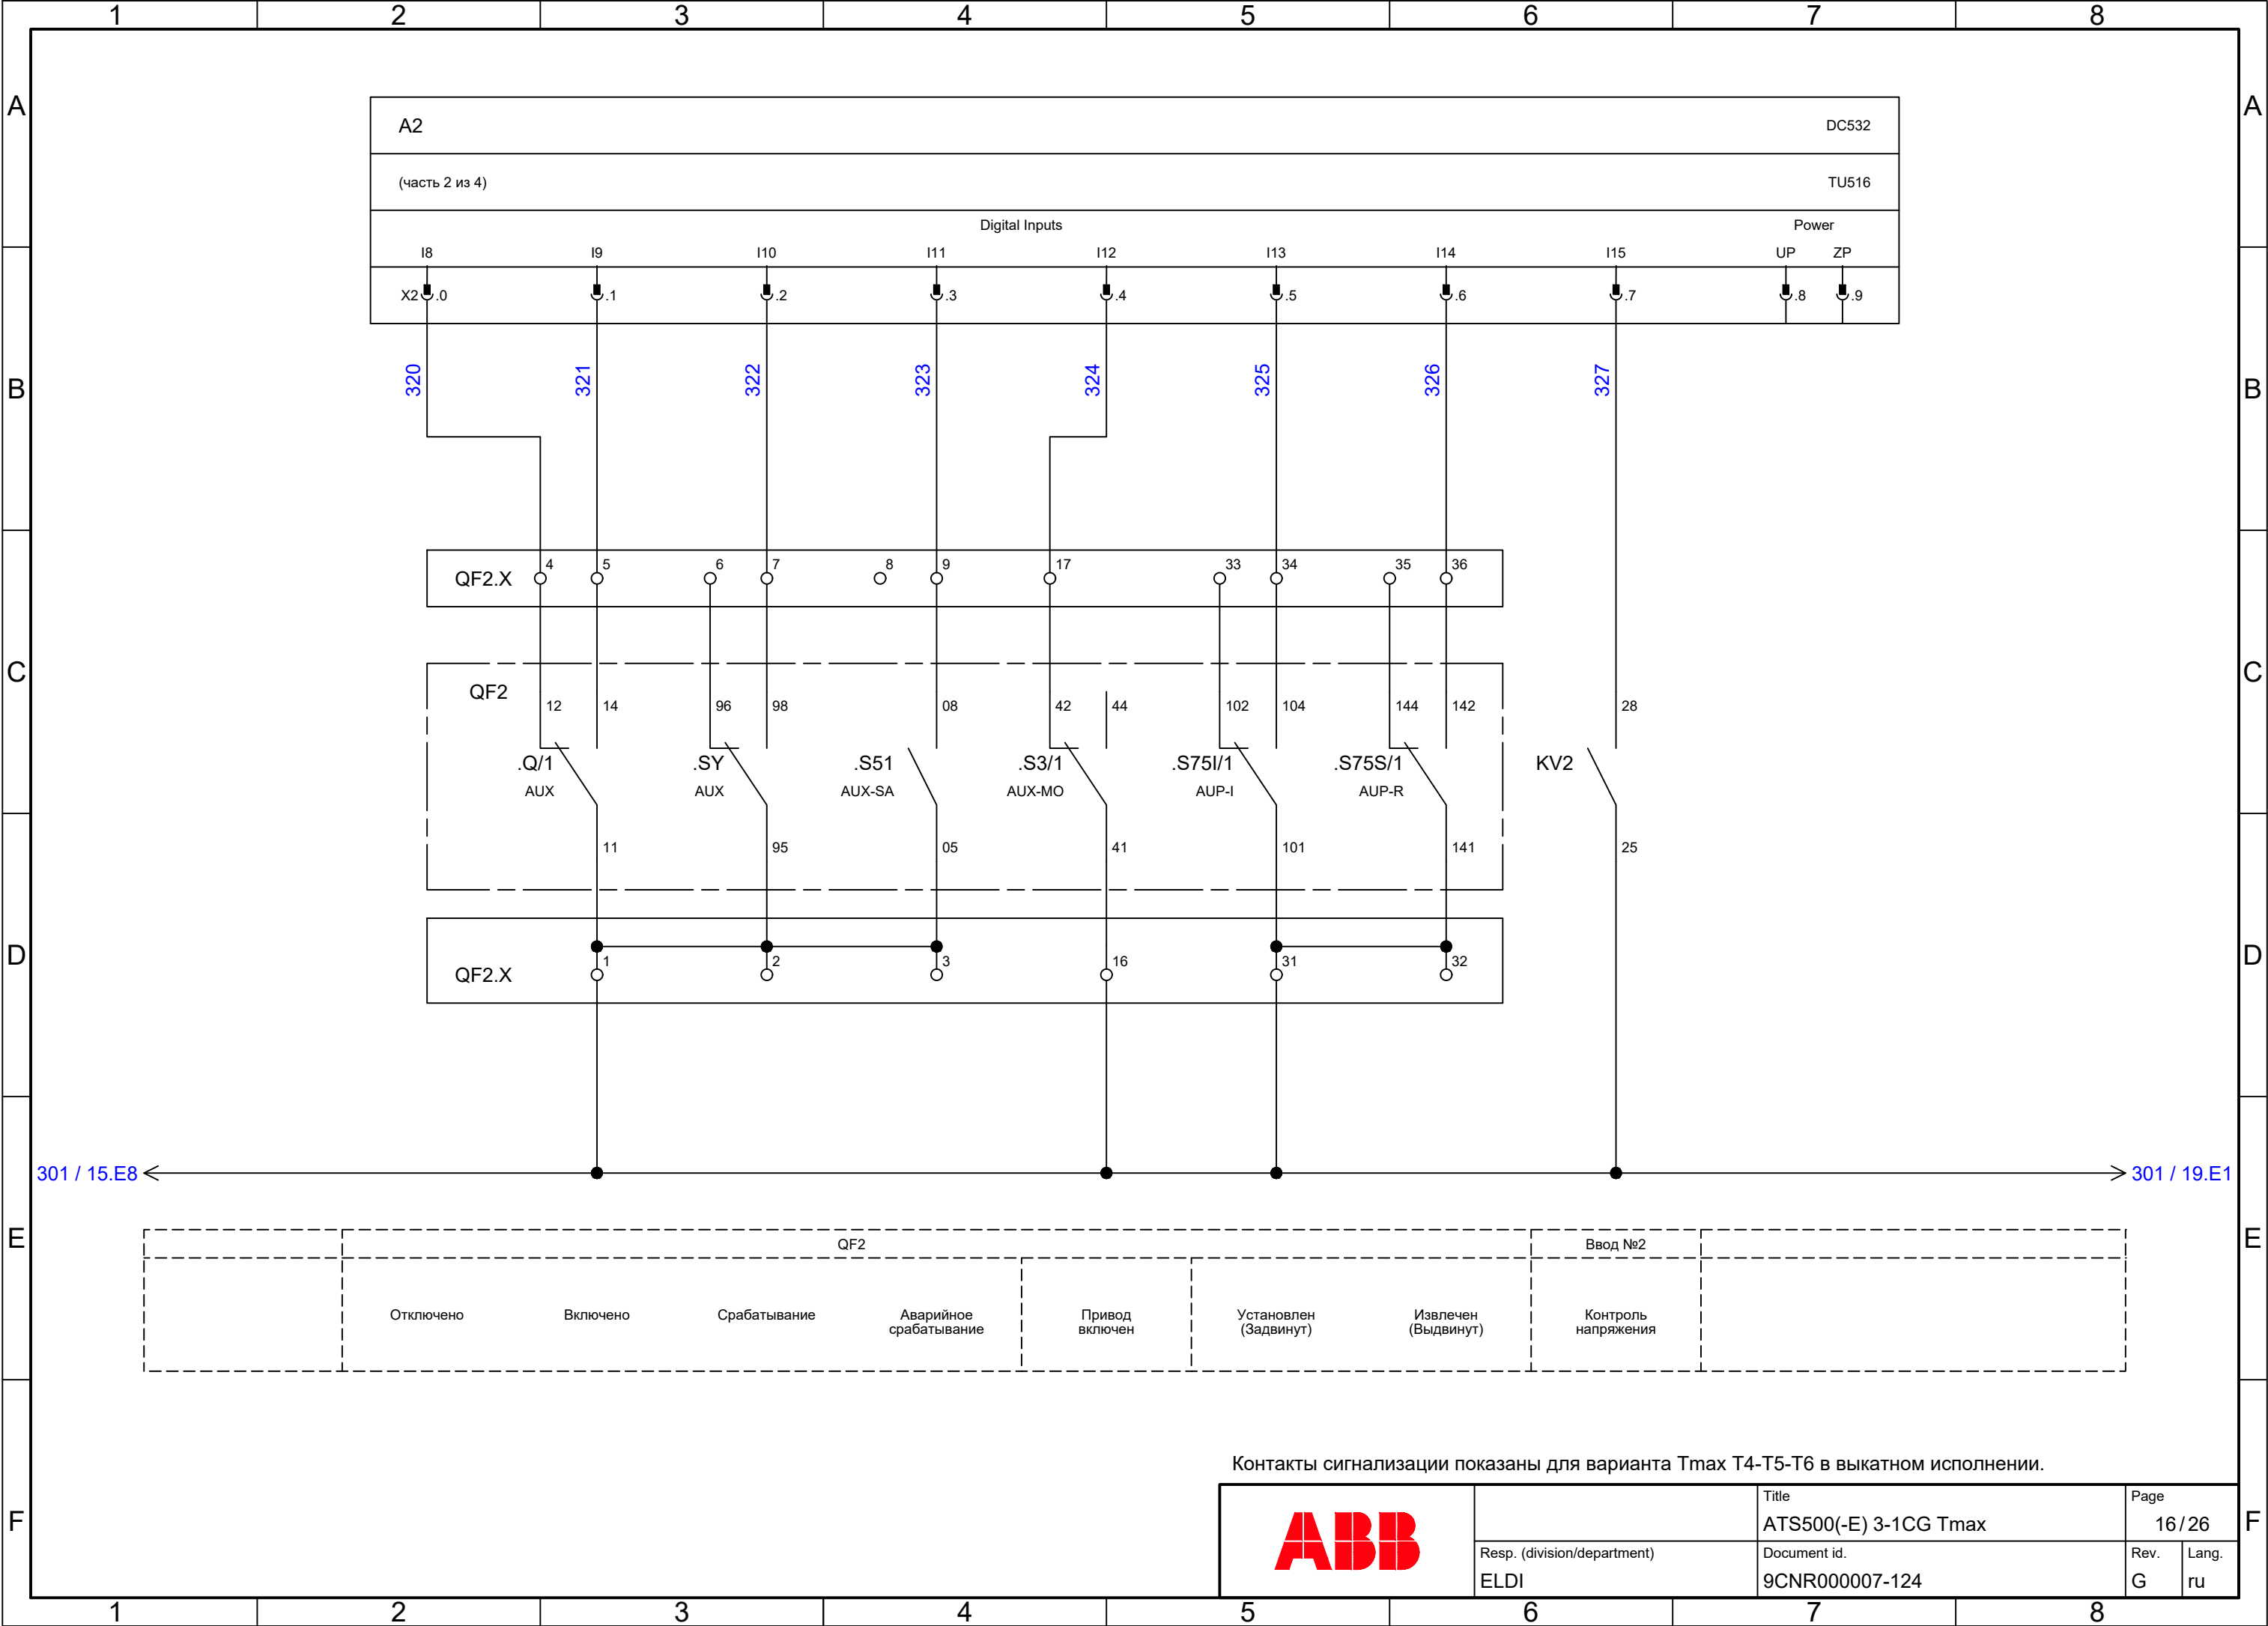 1 2 3 4 5 6 7 8
A A
A2 DC532
(часть 2 из 4) TU516
Digital Inputs Power
I8 I9 I10 I11 I12 I13 I14 I15 UP ZP
X2 .0 .1 .2 .3 .4 .5 .6 .7 .8 .9
320 321 322 323 324 325 326 327
B B
QF2.X 4 5 6 7 8 9 17 33 34 35 36
C C
QF2
12 14 96 98 08 42 44 102 104 144 142 28
.Q/1 .SY .S51 .S3/1 .S75I/1 .S75S/1 KV2
AUX AUX AUX-SA AUX-MO AUP-I AUP-R
11 95 05 41 101 141 25
D D
QF2.X 1 2 3 16 31 32
301 / 15.E8 301 / 19.E1
E E
QF2 Ввод №2
Отключено Включено Срабатывание Аварийное Привод Установлен Извлечен Контроль
срабатывание включен (Задвинут) (Выдвинут) напряжения
Контакты сигнализации показаны для варианта Tmax T4-T5-T6 в выкатном исполнении.
F F
ABB
Title Page
ATS500(-E) 3-1CG Tmax 16/26
Resp. (division/department) Document id. Rev. Lang.
ELDI 9CNR000007-124 G ru
1 2 3 4 5 6 7 8